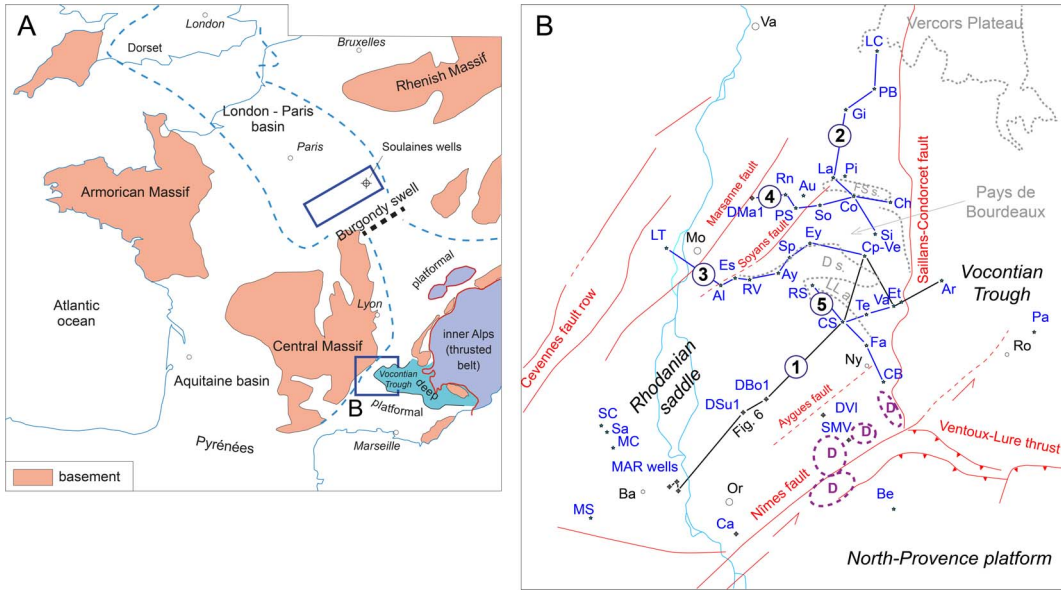 A
London
Dorset
Bruxelles
Rhenish Massif
London - Paris
basin
Paris
Soulaines wells
Armorican Massif
Burgondy swell
platformal
Atlantic
ocean
Lyon
inner Alps
(thrusted
belt)
Central Massif
Vocontian
Trough
deep
Aquitaine basin
B
platformal
Pyrénées
Marseille
basement
B
Va
Vercors Plateau
LC
PB
Gi
2
La
Pi
Rn
Au
FS s.
Marsanne fault
4
DMa1
PS
So
Co
Ch
Pays de
Bourdeaux
Saillans-Condorcet fault
LT
Mo
Soyans fault
Ey
Si
Cp-Ve
Sp
3
Es
D s.
Al
RV
Ay
LL a.
RS
5
Te
Va
Et
Ar
Vocontian
Trough
CS
Pa
Ro
Cevennes fault row
Fa
Ny
1
CB
Rhodanian
saddle
DBo1
DSu1
Fig. 6
Aygues fault
DVI
D
SC
Sa
MC
SMV
D
D
Ventoux-Lure thrust
MAR wells
Ba
Or
Nîmes fault
D
MS
Be
Ca
North-Provence platform